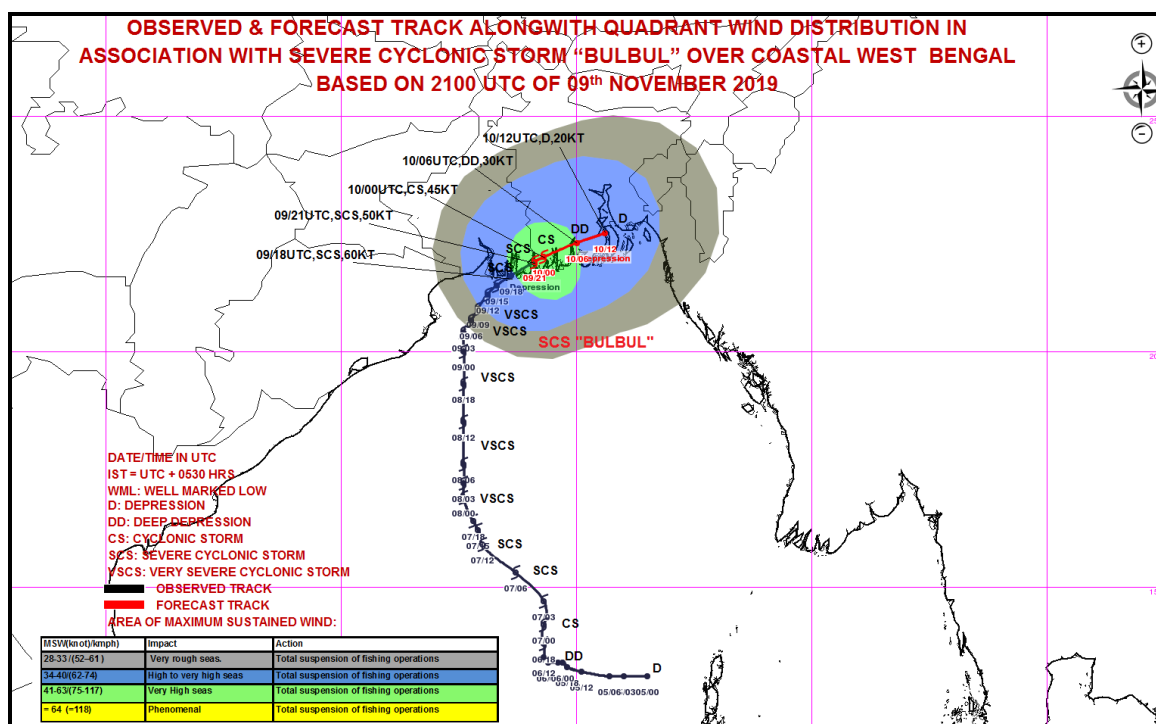 OBSERVED & FORECAST TRACK ALONGWITH QUADRANT WIND DISTRIBUTION IN
ASSOCIATION WITH SEVERE CYCLONIC STORM “BULBUL” OVER COASTAL WEST BENGAL
BASED ON 2100 UTC OF 09th NOVEMBER 2019
+
−
25
10/12UTC,D,20KT
10/06UTC,DD,30KT
10/00UTC,CS,45KT
09/21UTC,SCS,50KT
09/18UTC,SCS,60KT
D
DD
CS
SCS
CS
SCS
10/12
10/06
Depression
10/00
09/21
Depression
09/18
09/15
09/12
VSCS
09/09
VSCS
09/06
SCS "BULBUL"
09/03
20
09/00
VSCS
08/18
08/12
VSCS
08/06
08/03
VSCS
08/00
07/18
07/15
SCS
07/12
SCS
07/06
15
07/03
CS
07/00
06/18
DD
D
06/12
06/06
06/00
05/18
05/12
05/06
05/03
05/00
DATE/TIME IN UTC
IST = UTC + 0530 HRS
WML: WELL MARKED LOW
D: DEPRESSION
DD: DEEP DEPRESSION
CS: CYCLONIC STORM
SCS: SEVERE CYCLONIC STORM
VSCS: VERY SEVERE CYCLONIC STORM
OBSERVED TRACK
FORECAST TRACK
AREA OF MAXIMUM SUSTAINED WIND:
MSW(knot)/kmph) Impact Action
28-33 /(52–61 ) Very rough seas. Total suspension of fishing operations
34-40/(62-74) High to very high seas Total suspension of fishing operations
41-63/(75-117) Very High seas Total suspension of fishing operations
= 64 (=118) Phenomenal Total suspension of fishing operations